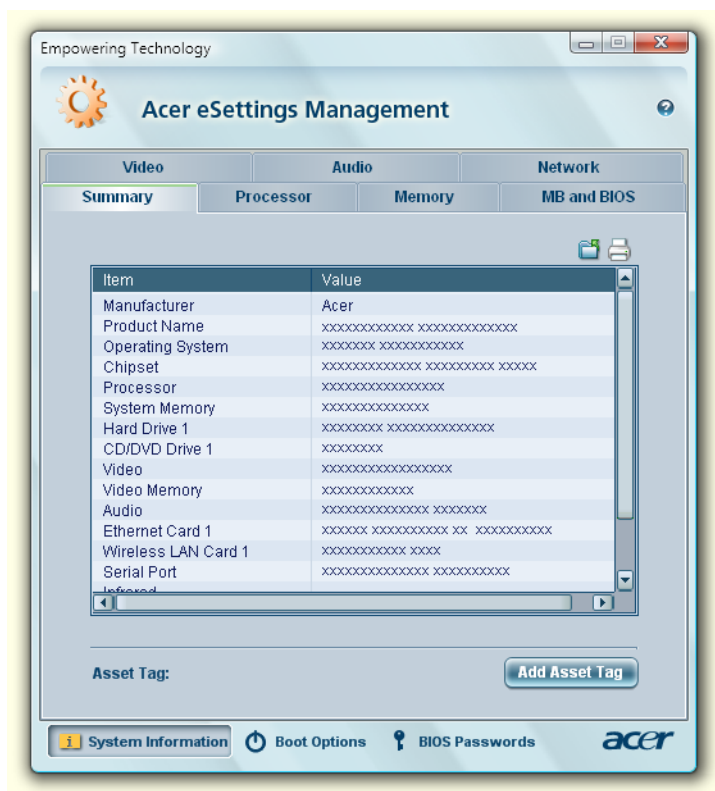 Empowering Technology
Acer eSettings Management
Video Audio Network
Summary Processor Memory MB and BIOS
Item Value
Manufacturer Acer
Product Name xxxxxxxxxxxx xxxxxxxxxxxxx
Operating System xxxxxxx xxxxxxxxxxx
Chipset xxxxxxxxxxxxx xxxxxxxxx xxxxx
Processor xxxxxxxxxxxxxxxx
System Memory xxxxxxxxxxxxxx
Hard Drive 1 xxxxxxxx xxxxxxxxxxxxxx
CD/DVD Drive 1 xxxxxxxx
Video xxxxxxxxxxxxxxxxx
Video Memory xxxxxxxxxxxx
Audio xxxxxxxxxxxxxx xxxxxxx
Ethernet Card 1 xxxxxx xxxxxxxxxx xx xxxxxxxxxx
Wireless LAN Card 1 xxxxxxxxxxx xxxx
Serial Port xxxxxxxxxxxxxx xxxxxxxxxx
Infrared
Asset Tag: Add Asset Tag
System Information Boot Options BIOS Passwords acer